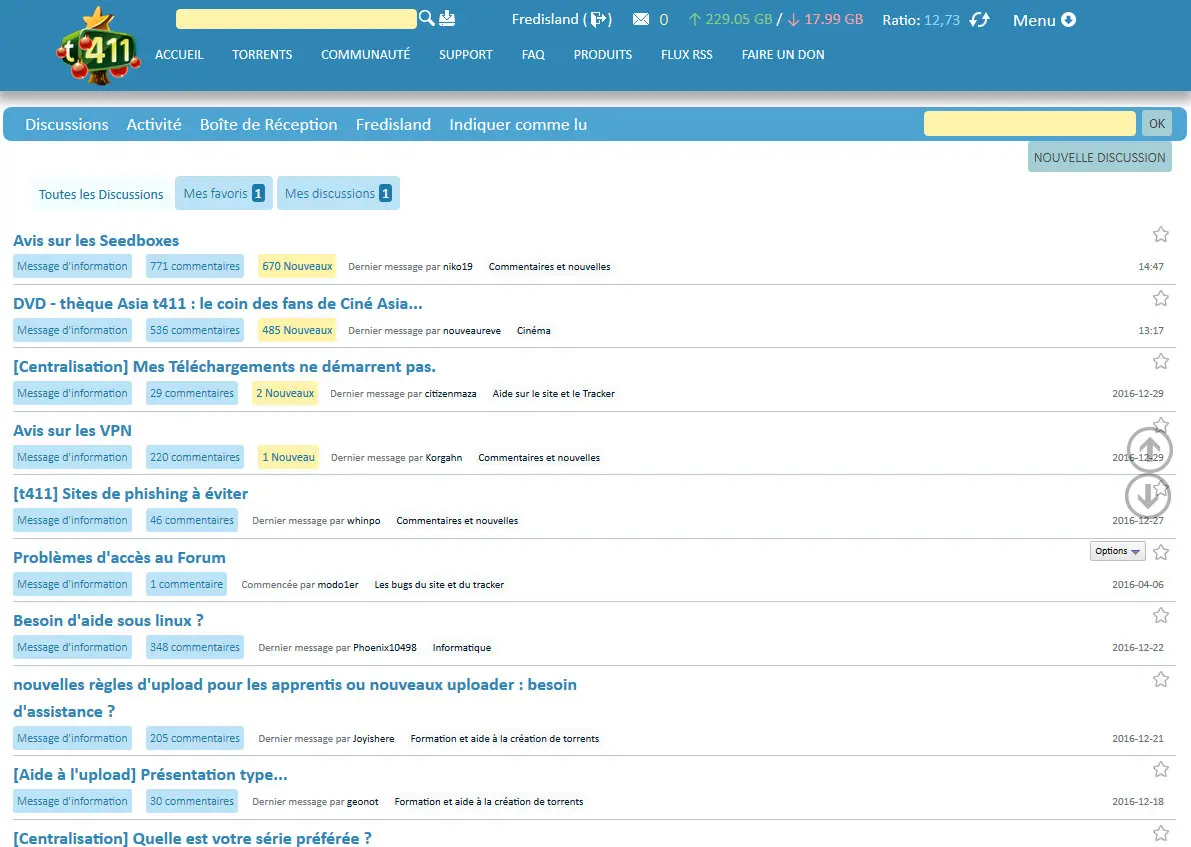 t411
Fredisland ( ) 0 229.05 GB / 17.99 GB Ratio: 12,73 Menu
ACCUEIL TORRENTS COMMUNAUTÉ SUPPORT FAQ PRODUITS FLUX RSS FAIRE UN DON
Discussions Activité Boîte de Réception Fredisland Indiquer comme lu OK
NOUVELLE DISCUSSION
Toutes les Discussions Mes favoris 1 Mes discussions 1
Avis sur les Seedboxes
Message d'information 771 commentaires 670 Nouveaux Dernier message par niko19 Commentaires et nouvelles 14:47
DVD - thèque Asia t411 : le coin des fans de Ciné Asia...
Message d'information 536 commentaires 485 Nouveaux Dernier message par nouveaureve Cinéma 13:17
[Centralisation] Mes Téléchargements ne démarrent pas.
Message d'information 29 commentaires 2 Nouveaux Dernier message par citizenmaza Aide sur le site et le Tracker 2016-12-29
Avis sur les VPN
Message d'information 220 commentaires 1 Nouveau Dernier message par Korgahn Commentaires et nouvelles 2016-12-29
[t411] Sites de phishing à éviter
Message d'information 46 commentaires Dernier message par whinpo Commentaires et nouvelles 2016-12-27
Problèmes d'accès au Forum Options
Message d'information 1 commentaire Commencée par modo1er Les bugs du site et du tracker 2016-04-06
Besoin d'aide sous linux ?
Message d'information 348 commentaires Dernier message par Phoenix10498 Informatique 2016-12-22
nouvelles règles d'upload pour les apprentis ou nouveaux uploader : besoin
d'assistance ?
Message d'information 205 commentaires Dernier message par Joyishere Formation et aide à la création de torrents 2016-12-21
[Aide à l'upload] Présentation type...
Message d'information 30 commentaires Dernier message par geonot Formation et aide à la création de torrents 2016-12-18
[Centralisation] Quelle est votre série préférée ?